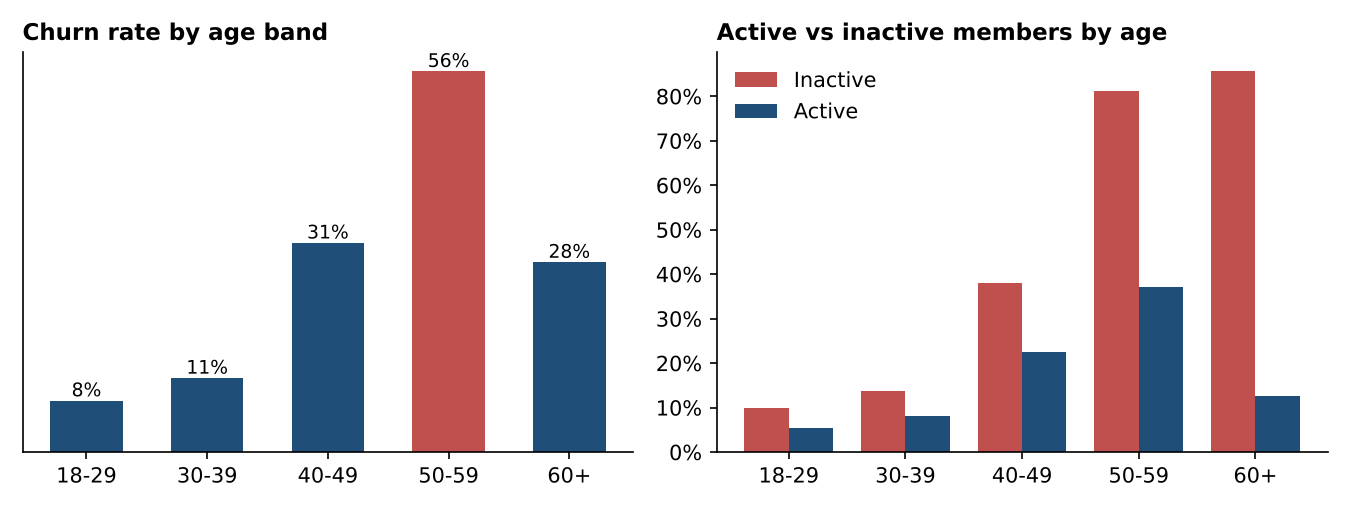 Churn rate by age band
56%
31%
28%
11%
8%
18-29 30-39 40-49 50-59 60+
Active vs inactive members by age
Inactive
Active
80%
70%
60%
50%
40%
30%
20%
10%
0%
18-29 30-39 40-49 50-59 60+